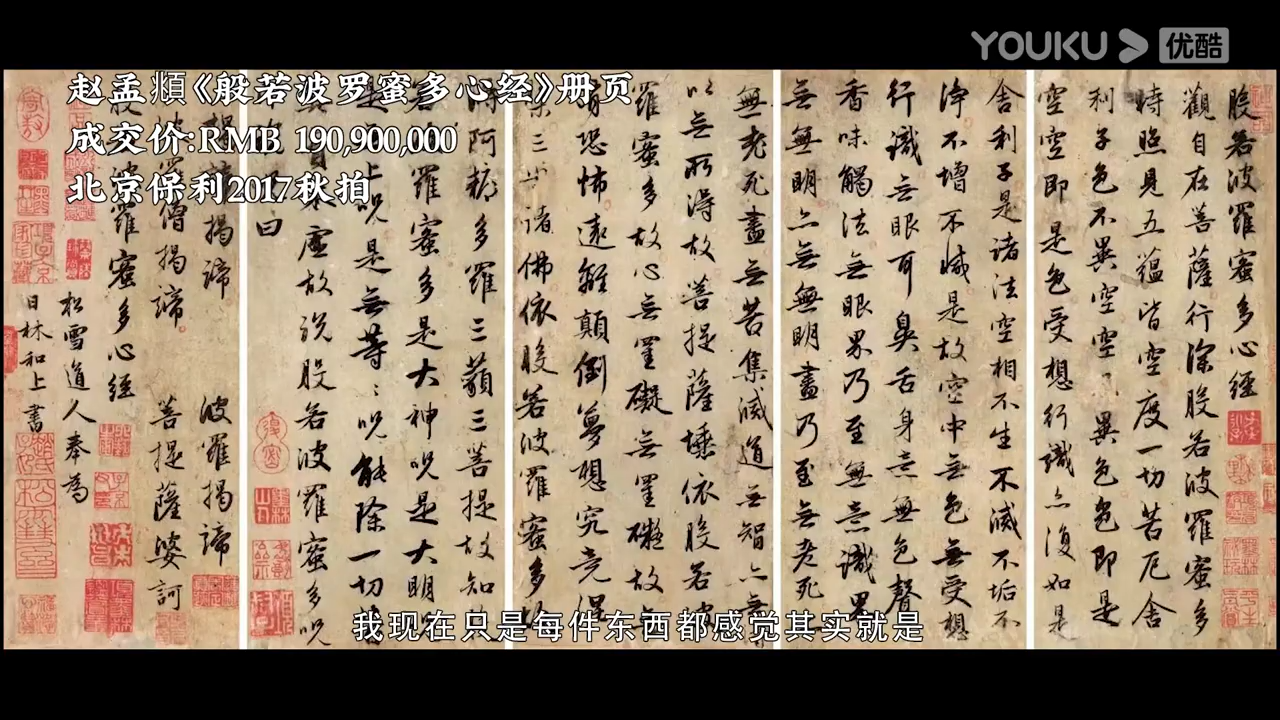 YOUKU 优酷
赵孟頫《般若波罗蜜多心经》册页
成交价:RMB 190,900,000
北京保利2017秋拍
般若波羅蜜多心經
觀自在菩薩行深般若波羅蜜多
時照見五蘊皆空度一切苦厄舍
利子色不異空空不異色色即是
空空即是色受想行識亦復如是
舍利子是諸法空相不生不滅不垢不
淨不增不減是故空中無色無受想
行識無眼耳鼻舌身意無色聲
香味觸法無眼界乃至無意識界
無無明亦無無明盡乃至無老死
無老死盡無苦集滅道無智亦無
以無所得故菩提薩埵依般若波
羅蜜多故心無罣礙無罣礙故無
有恐怖遠離顛倒夢想究竟涅
三世諸佛依般若波羅蜜多故
阿耨多羅三藐三菩提故知
羅蜜多是大神咒是大明
上咒是無等等咒能除一切
虛故說般若波羅蜜多咒
曰
揭諦
波羅揭諦
波羅僧揭諦
菩提薩婆訶
波羅蜜多心經
松雪道人奉為
日林和上書
我现在只是每件东西都感觉其实就是